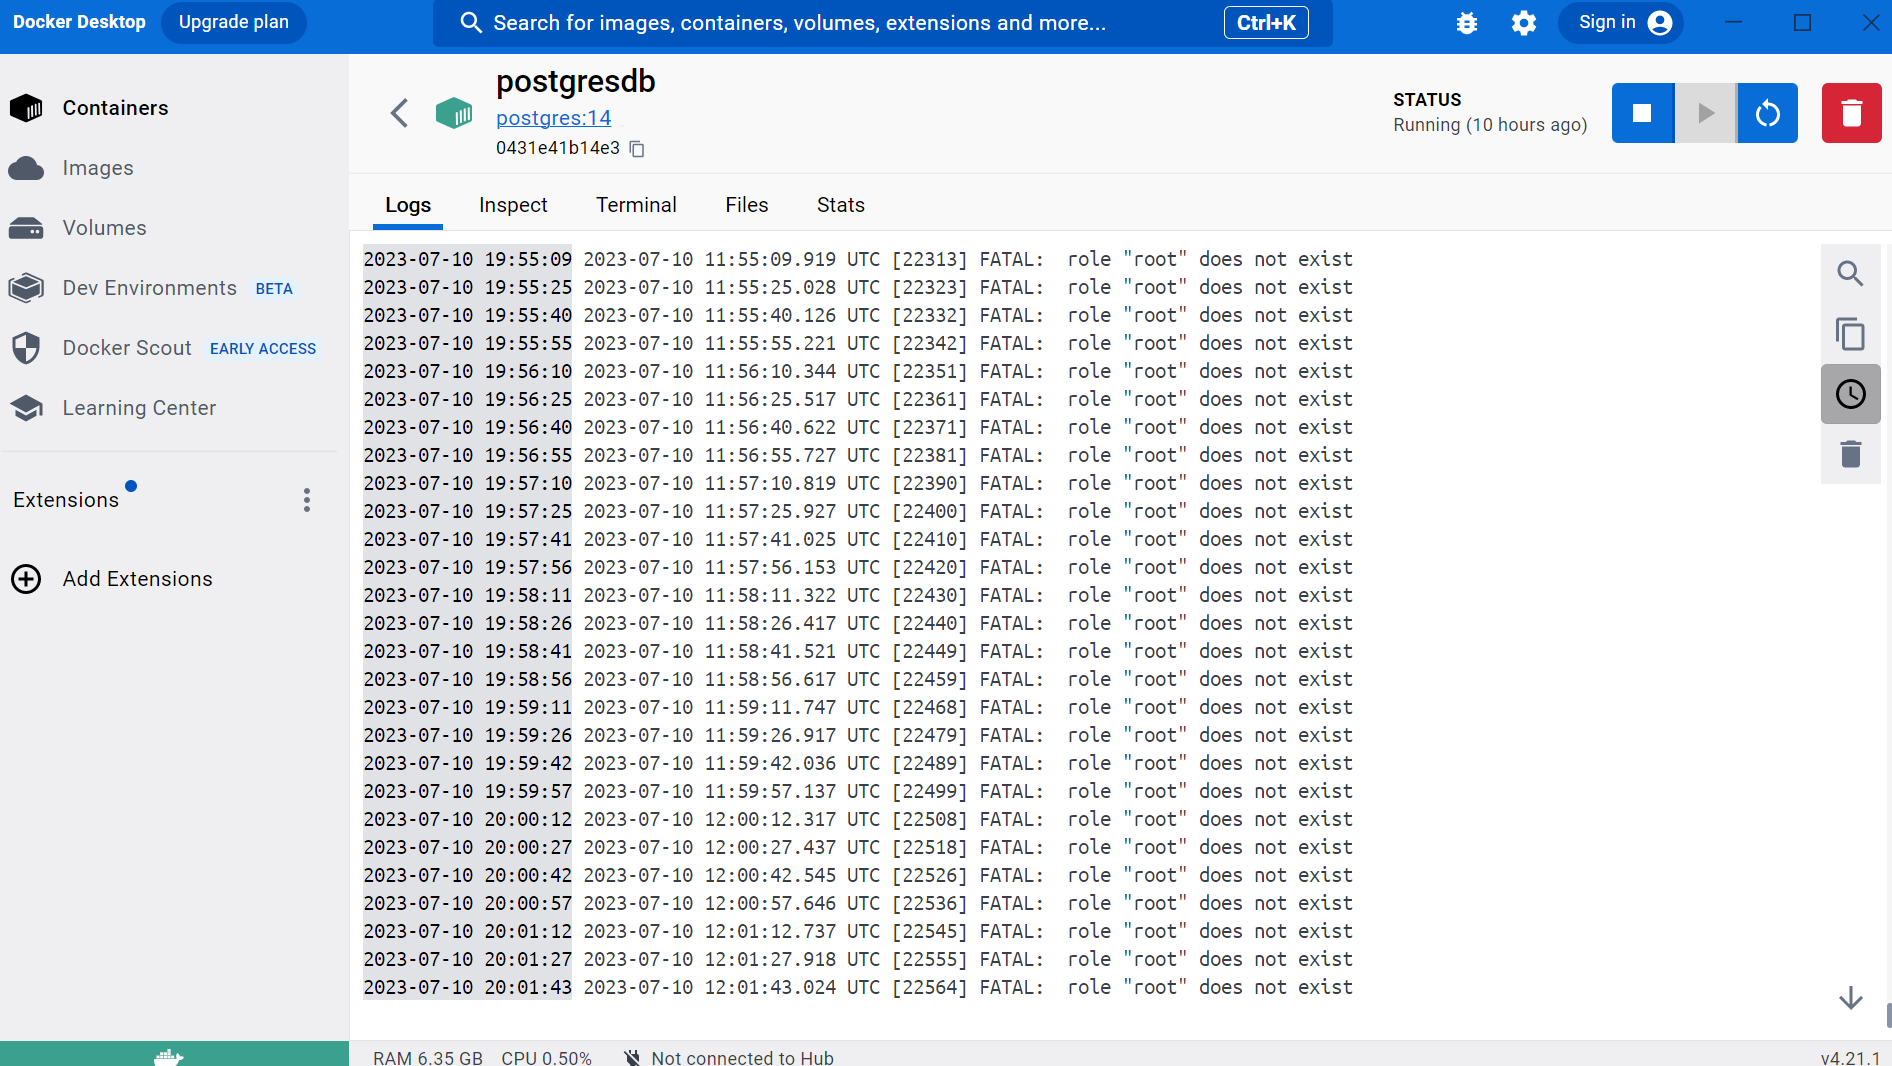 Docker Desktop
Upgrade plan
Search for images, containers, volumes, extensions and more...
Ctrl+K
Sign in
Containers
Images
Volumes
Dev Environments BETA
Docker Scout EARLY ACCESS
Learning Center
Extensions
Add Extensions
postgresdb
postgres:14
0431e41b14e3
STATUS
Running (10 hours ago)
Logs
Inspect
Terminal
Files
Stats
2023-07-10 19:55:09 2023-07-10 11:55:09.919 UTC [22313] FATAL:  role "root" does not exist
2023-07-10 19:55:25 2023-07-10 11:55:25.028 UTC [22323] FATAL:  role "root" does not exist
2023-07-10 19:55:40 2023-07-10 11:55:40.126 UTC [22332] FATAL:  role "root" does not exist
2023-07-10 19:55:55 2023-07-10 11:55:55.221 UTC [22342] FATAL:  role "root" does not exist
2023-07-10 19:56:10 2023-07-10 11:56:10.344 UTC [22351] FATAL:  role "root" does not exist
2023-07-10 19:56:25 2023-07-10 11:56:25.517 UTC [22361] FATAL:  role "root" does not exist
2023-07-10 19:56:40 2023-07-10 11:56:40.622 UTC [22371] FATAL:  role "root" does not exist
2023-07-10 19:56:55 2023-07-10 11:56:55.727 UTC [22381] FATAL:  role "root" does not exist
2023-07-10 19:57:10 2023-07-10 11:57:10.819 UTC [22390] FATAL:  role "root" does not exist
2023-07-10 19:57:25 2023-07-10 11:57:25.927 UTC [22400] FATAL:  role "root" does not exist
2023-07-10 19:57:41 2023-07-10 11:57:41.025 UTC [22410] FATAL:  role "root" does not exist
2023-07-10 19:57:56 2023-07-10 11:57:56.153 UTC [22420] FATAL:  role "root" does not exist
2023-07-10 19:58:11 2023-07-10 11:58:11.322 UTC [22430] FATAL:  role "root" does not exist
2023-07-10 19:58:26 2023-07-10 11:58:26.417 UTC [22440] FATAL:  role "root" does not exist
2023-07-10 19:58:41 2023-07-10 11:58:41.521 UTC [22449] FATAL:  role "root" does not exist
2023-07-10 19:58:56 2023-07-10 11:58:56.617 UTC [22459] FATAL:  role "root" does not exist
2023-07-10 19:59:11 2023-07-10 11:59:11.747 UTC [22468] FATAL:  role "root" does not exist
2023-07-10 19:59:26 2023-07-10 11:59:26.917 UTC [22479] FATAL:  role "root" does not exist
2023-07-10 19:59:42 2023-07-10 11:59:42.036 UTC [22489] FATAL:  role "root" does not exist
2023-07-10 19:59:57 2023-07-10 11:59:57.137 UTC [22499] FATAL:  role "root" does not exist
2023-07-10 20:00:12 2023-07-10 12:00:12.317 UTC [22508] FATAL:  role "root" does not exist
2023-07-10 20:00:27 2023-07-10 12:00:27.437 UTC [22518] FATAL:  role "root" does not exist
2023-07-10 20:00:42 2023-07-10 12:00:42.545 UTC [22526] FATAL:  role "root" does not exist
2023-07-10 20:00:57 2023-07-10 12:00:57.646 UTC [22536] FATAL:  role "root" does not exist
2023-07-10 20:01:12 2023-07-10 12:01:12.737 UTC [22545] FATAL:  role "root" does not exist
2023-07-10 20:01:27 2023-07-10 12:01:27.918 UTC [22555] FATAL:  role "root" does not exist
2023-07-10 20:01:43 2023-07-10 12:01:43.024 UTC [22564] FATAL:  role "root" does not exist
RAM 6.35 GB CPU 0.50% Not connected to Hub
v4.21.1